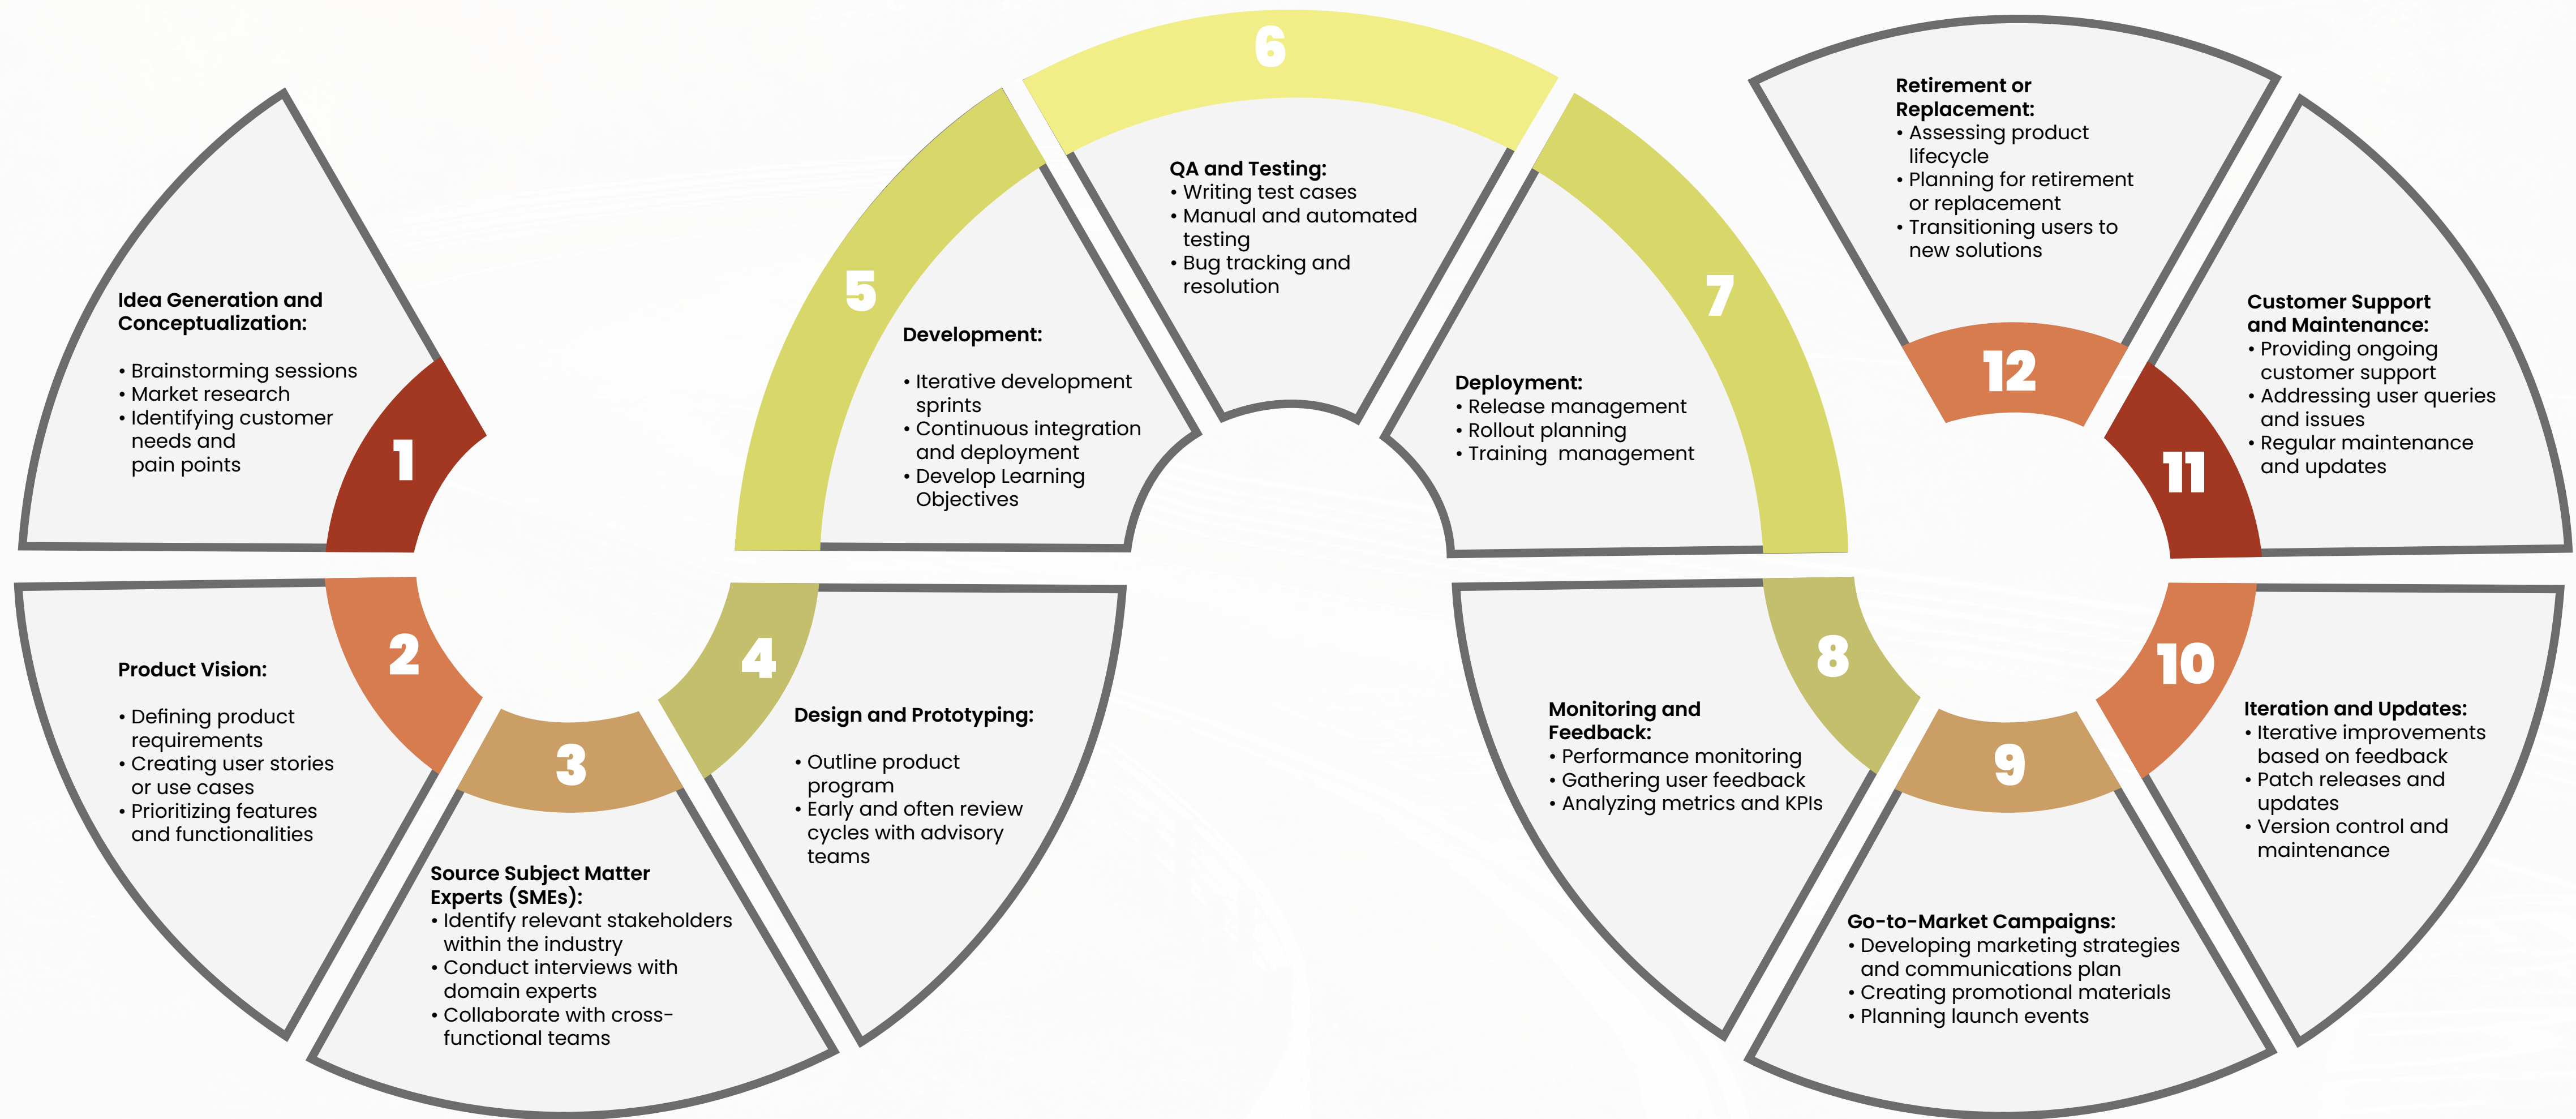 1
Idea Generation and
Conceptualization:
• Brainstorming sessions
• Market research
• Identifying customer
needs and
pain points
2
Product Vision:
• Defining product
requirements
• Creating user stories
or use cases
• Prioritizing features
and functionalities
3
Source Subject Matter
Experts (SMEs):
• Identify relevant stakeholders
within the industry
• Conduct interviews with
domain experts
• Collaborate with cross-
functional teams
4
Design and Prototyping:
• Outline product
program
• Early and often review
cycles with advisory
teams
5
Development:
• Iterative development
sprints
• Continuous integration
and deployment
• Develop Learning
Objectives
6
QA and Testing:
• Writing test cases
• Manual and automated
testing
• Bug tracking and
resolution
7
Deployment:
• Release management
• Rollout planning
• Training  management
8
Monitoring and
Feedback:
• Performance monitoring
• Gathering user feedback
• Analyzing metrics and KPIs
9
Go-to-Market Campaigns:
• Developing marketing strategies
and communications plan
• Creating promotional materials
• Planning launch events
10
Iteration and Updates:
• Iterative improvements
based on feedback
• Patch releases and
updates
• Version control and
maintenance
11
Customer Support
and Maintenance:
• Providing ongoing
customer support
• Addressing user queries
and issues
• Regular maintenance
and updates
12
Retirement or
Replacement:
• Assessing product
lifecycle
• Planning for retirement
or replacement
• Transitioning users to
new solutions